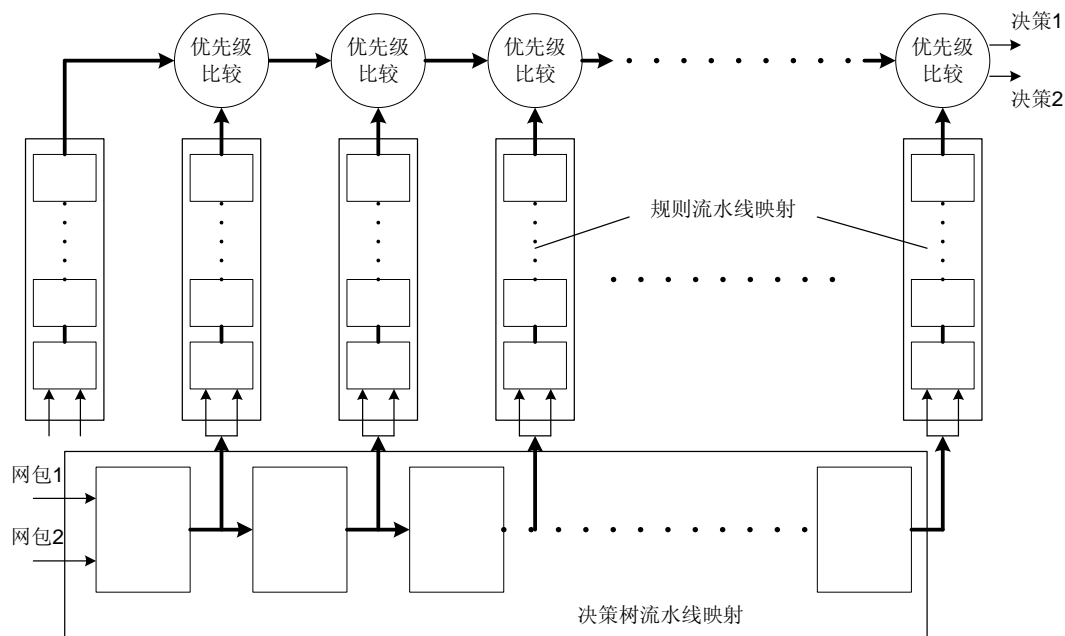 优先级
比较
优先级
比较
优先级
比较
优先级
比较
决策1
决策2
规则流水线映射
网包1
网包2
决策树流水线映射